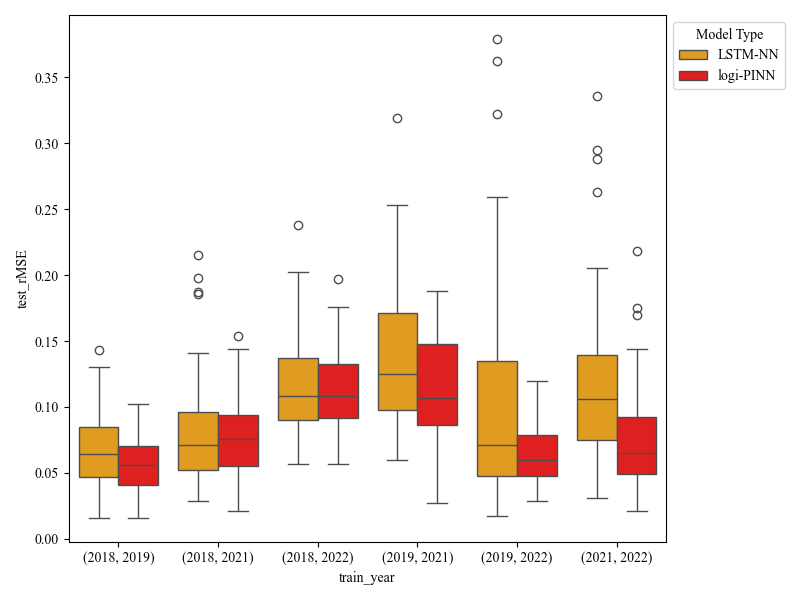 Model Type
LSTM-NN
logi-PINN
test_rMSE
0.35
0.30
0.25
0.20
0.15
0.10
0.05
0.00
(2018, 2019) (2018, 2021) (2018, 2022) (2019, 2021) (2019, 2022) (2021, 2022)
train_year